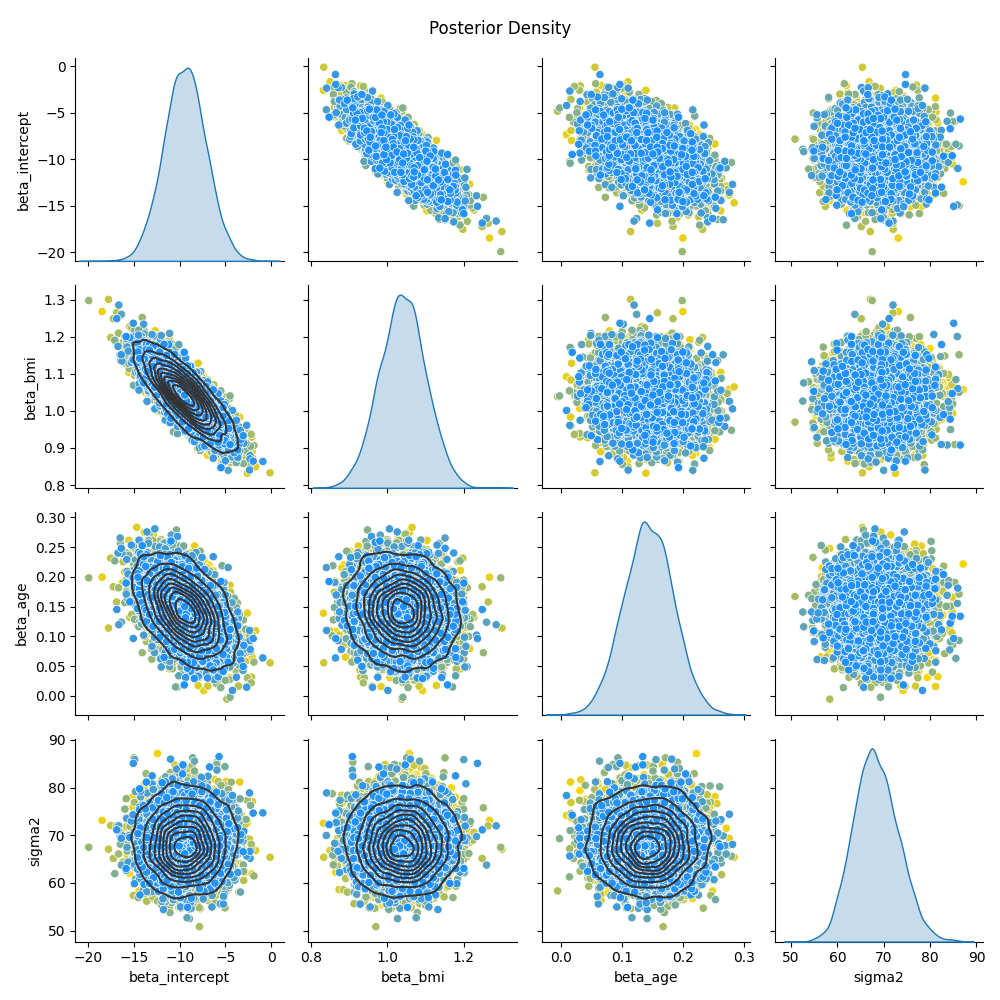 Posterior Density
0
−5
−10
−15
−20
beta_intercept
1.3
1.2
1.1
1.0
0.9
0.8
beta_bmi
0.30
0.25
0.20
0.15
0.10
0.05
0.00
beta_age
90
80
70
60
50
sigma2
−20 −15 −10 −5 0
0.8 1.0 1.2
0.0 0.1 0.2 0.3
50 60 70 80 90
beta_intercept
beta_bmi
beta_age
sigma2